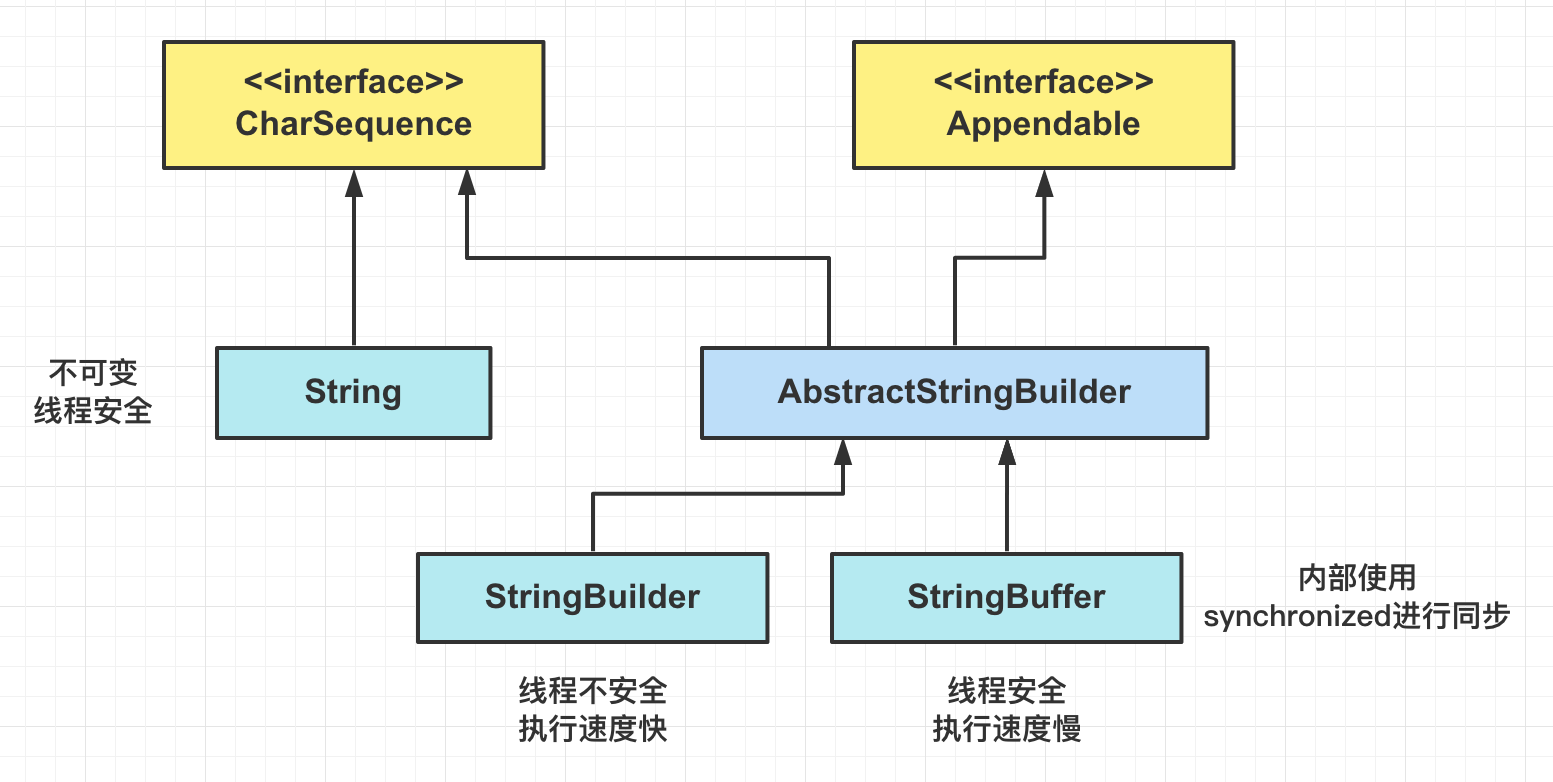 <<interface>>
CharSequence
<<interface>>
Appendable
不可变
线程安全
String
AbstractStringBuilder
StringBuilder
StringBuffer
内部使用
synchronized进行同步
线程不安全
执行速度快
线程安全
执行速度慢